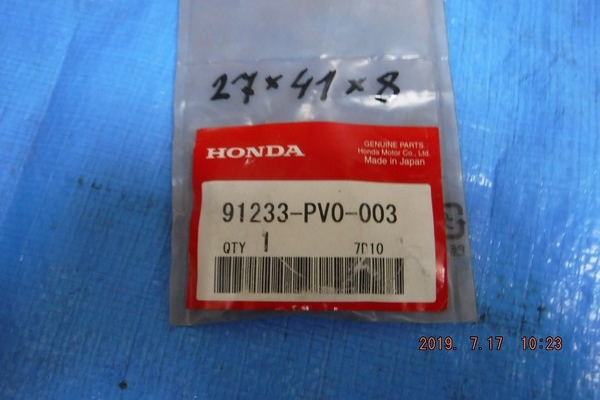 27×41×8
HONDA
GENUINE PARTS
Honda Motor Co., Ltd.
Made in Japan
91233-PV0-003
QTY 1 7D10
2019. 7.17 10:23